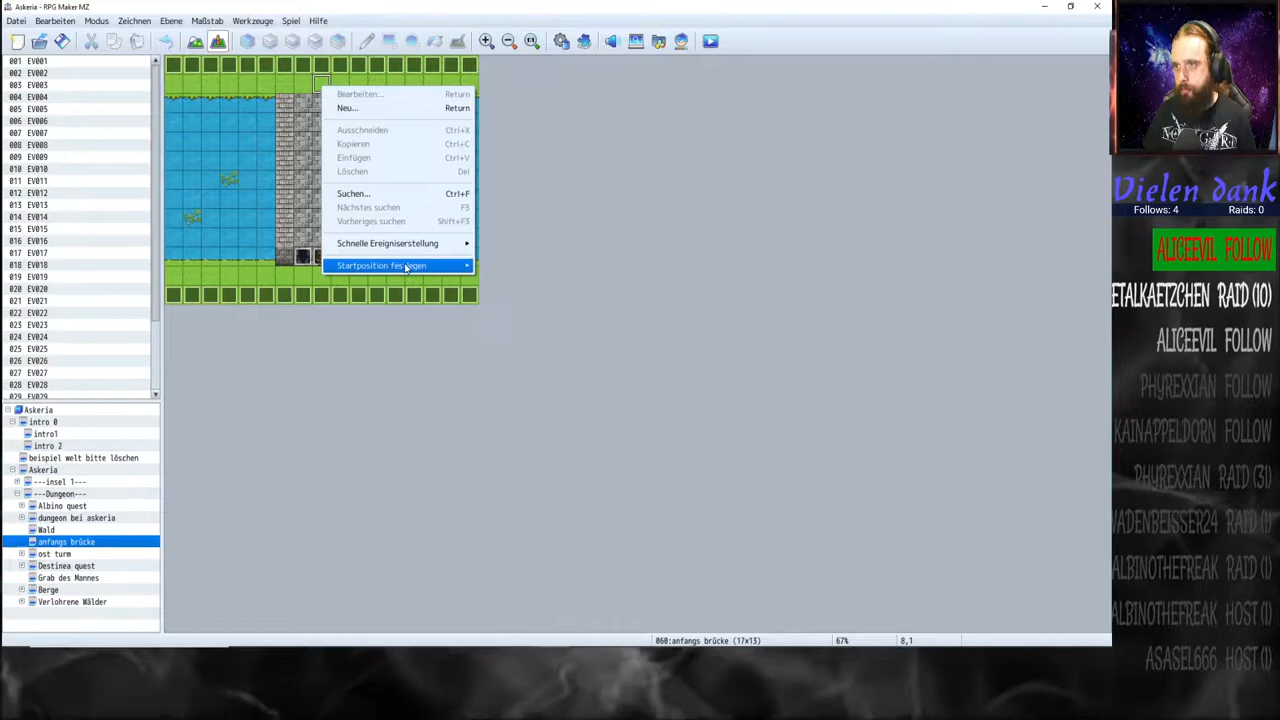 Askeria - RPG Maker MZ
Datei Bearbeiten Modus Zeichnen Ebene Maßstab Werkzeuge Spiel Hilfe
001 EV001
002 EV002
003 EV003
004 EV004
005 EV005
006 EV006
007 EV007
008 EV008
009 EV009
010 EV010
011 EV011
012 EV012
013 EV013
014 EV014
015 EV015
016 EV016
017 EV017
018 EV018
019 EV019
020 EV020
021 EV021
022 EV022
023 EV023
024 EV024
025 EV025
026 EV026
027 EV027
028 EV028
029 EV029
Bearbeiten... Return
Neu... Return
Ausschneiden Ctrl+X
Kopieren Ctrl+C
Einfügen Ctrl+V
Löschen Del
Suchen... Ctrl+F
Nächstes suchen F3
Vorheriges suchen Shift+F3
Schnelle Ereigniserstellung
Startposition festlegen
Askeria
intro 0
intro1
intro 2
beispiel welt bitte löschen
Askeria
---insel 1---
---Dungeon---
Albino quest
dungeon bei askeria
Wald
anfangs brücke
ost turm
Destinea quest
Grab des Mannes
Berge
Verlohrene Wälder
060:anfangs brücke (17x13) 67% 8,1
Vielen dank
Follows: 4 Raids: 0
ALICEEVIL FOLLOW
ETALKAETZCHEN RAID (10)
ALICEEVIL FOLLOW
PHYREXXIAN FOLLOW
KAINAPPELDORN FOLLOW
PHYREXXIAN RAID (3)
WADENBEISSER24 RAID (1)
ALBINOTHEFREAK RAID (1)
ALBINOTHEFREAK HOST (1)
ASASEL666 HOST (1)